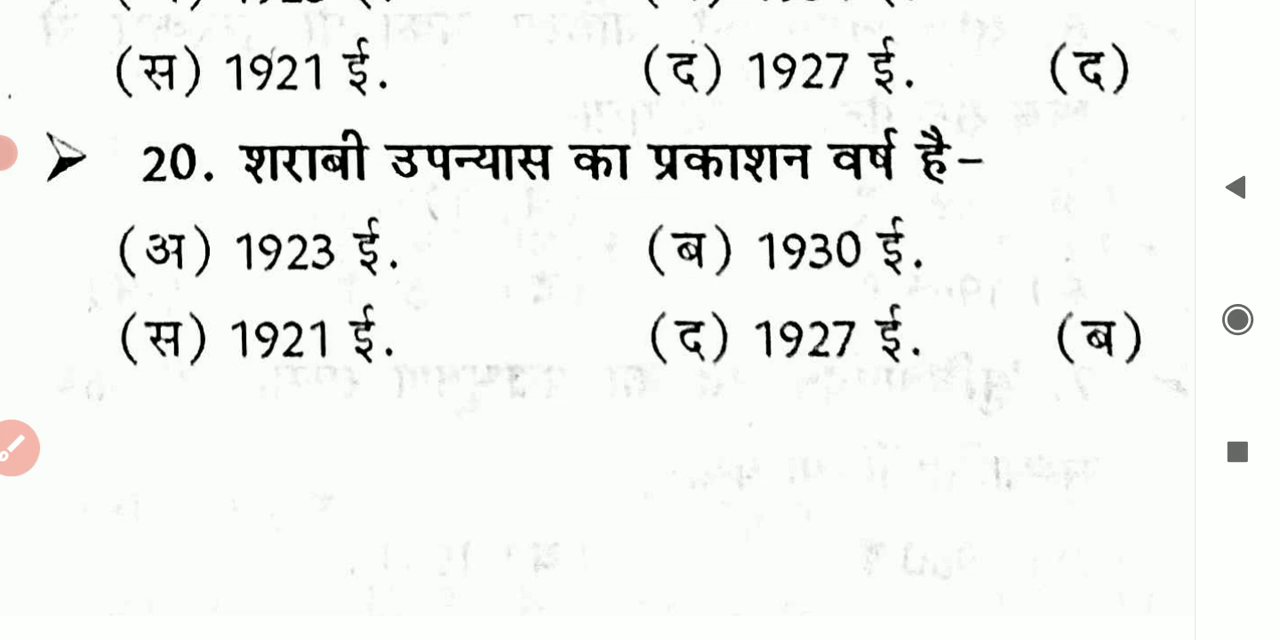 (स) 1921 ई. (द) 1927 ई. (द)
20. शराबी उपन्यास का प्रकाशन वर्ष है-
(अ) 1923 ई. (ब) 1930 ई.
(स) 1921 ई. (द) 1927 ई. (ब)